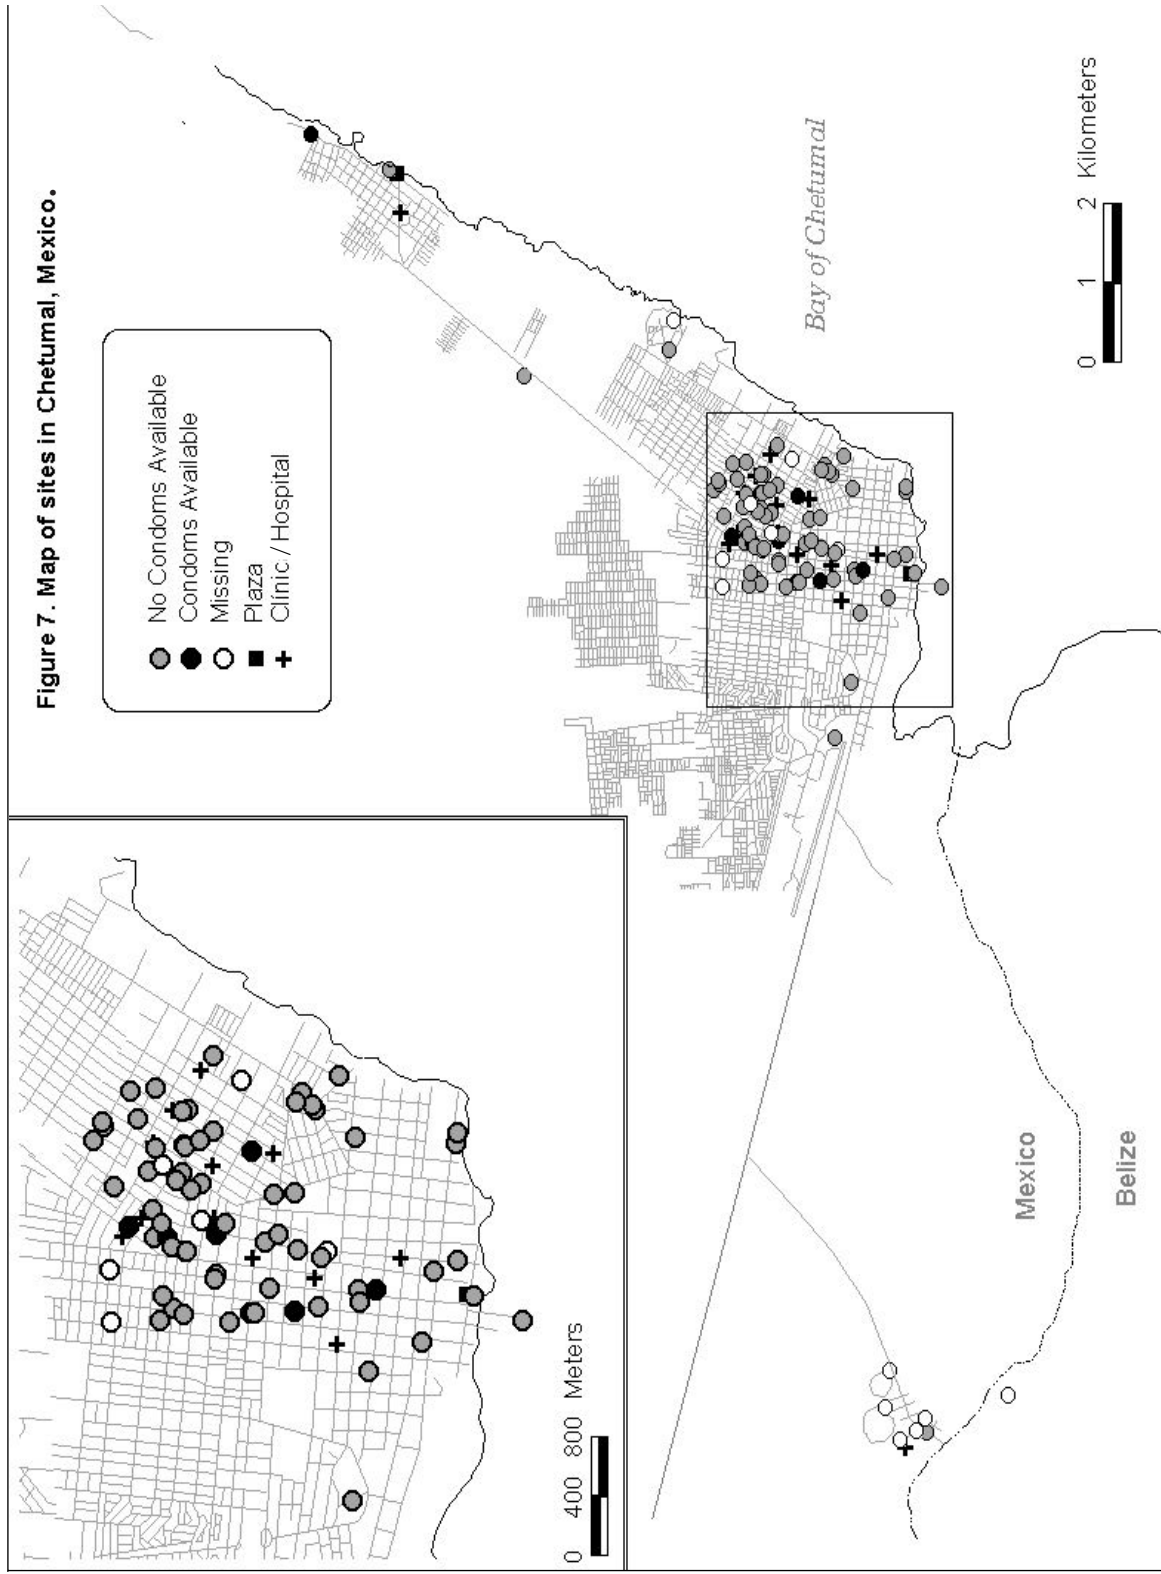 Figure 7. Map of sites in Chetumal, Mexico.
No Condoms Available
Condoms Available
Missing
Plaza
Clínic / Hospital
Bay of Chetumal
0 1 2 Kilometers
0 400 800 Meters
Mexico
Belize